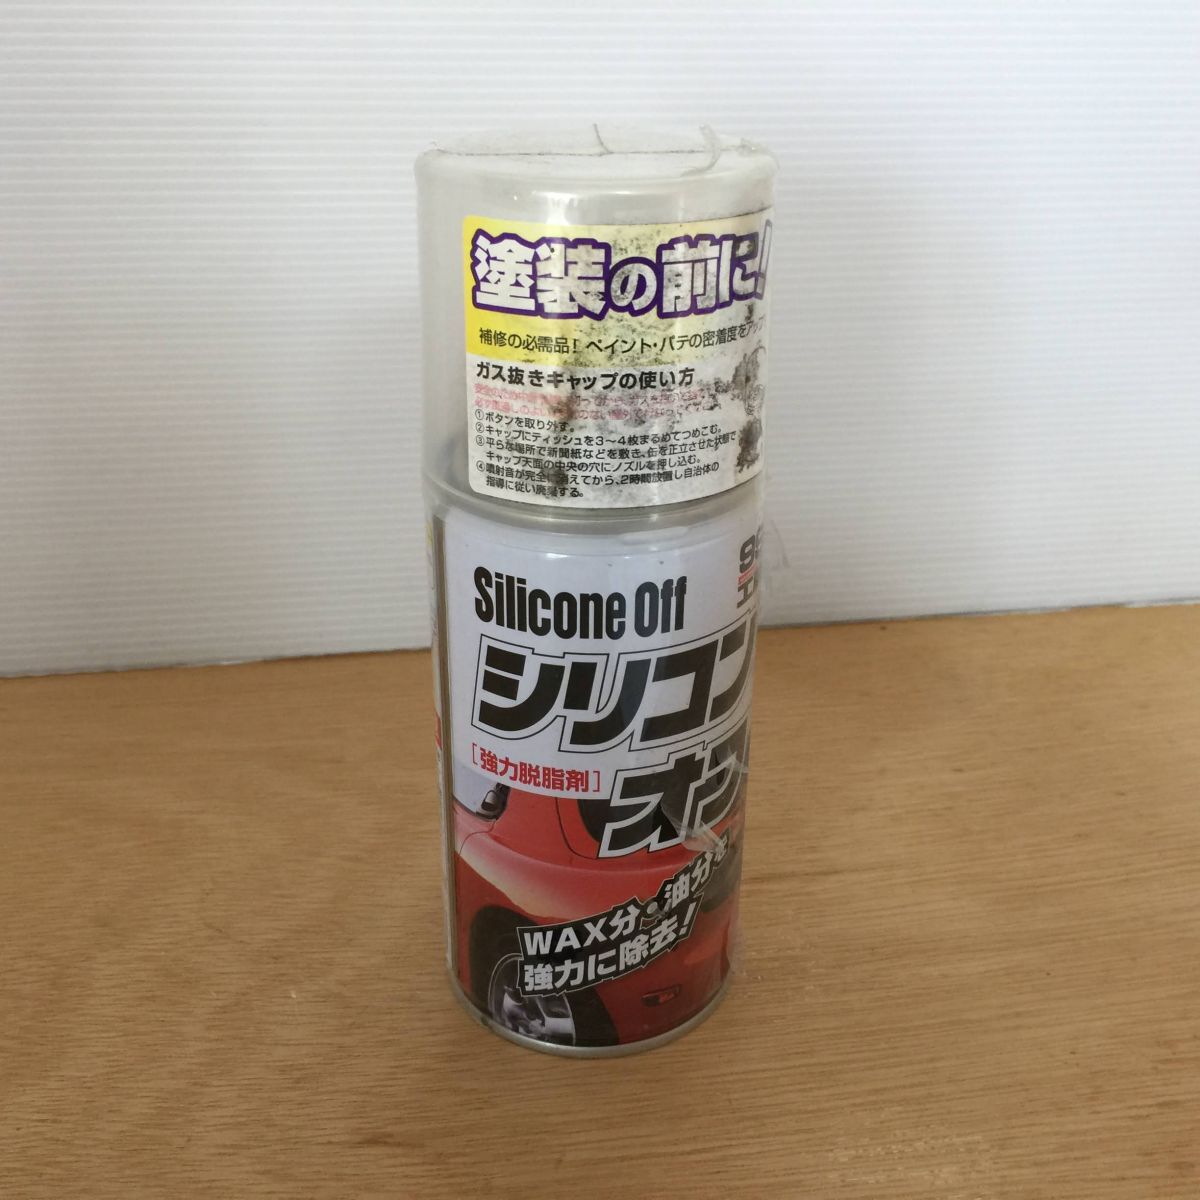 塗装の前に!
補修の必需品! ペイント・パテの密着度をアップ
ガス抜きキャップの使い方
①ボタンを取り外す。
②キャップにティッシュを3〜4枚まるめてつめこむ。
③平らな場所で新聞紙などを敷き、缶を正立させた状態で
キャップ天面の中央の穴にノズルを押し込む。
④噴射音が完全に消えてから、2時間放置し自治体の
指導に従い廃棄する。
99
Silicone Off
シリコン
オフ
[強力脱脂剤]
WAX分・油分を
強力に除去!